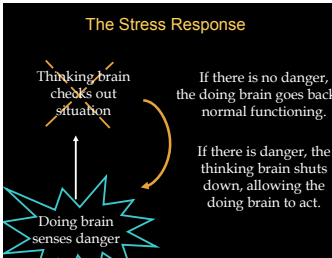 The Stress Response
Thinking brain
checks out
situation
If there is no danger,
the doing brain goes back
normal functioning.
If there is danger, the
thinking brain shuts
down, allowing the
doing brain to act.
Doing brain
senses danger